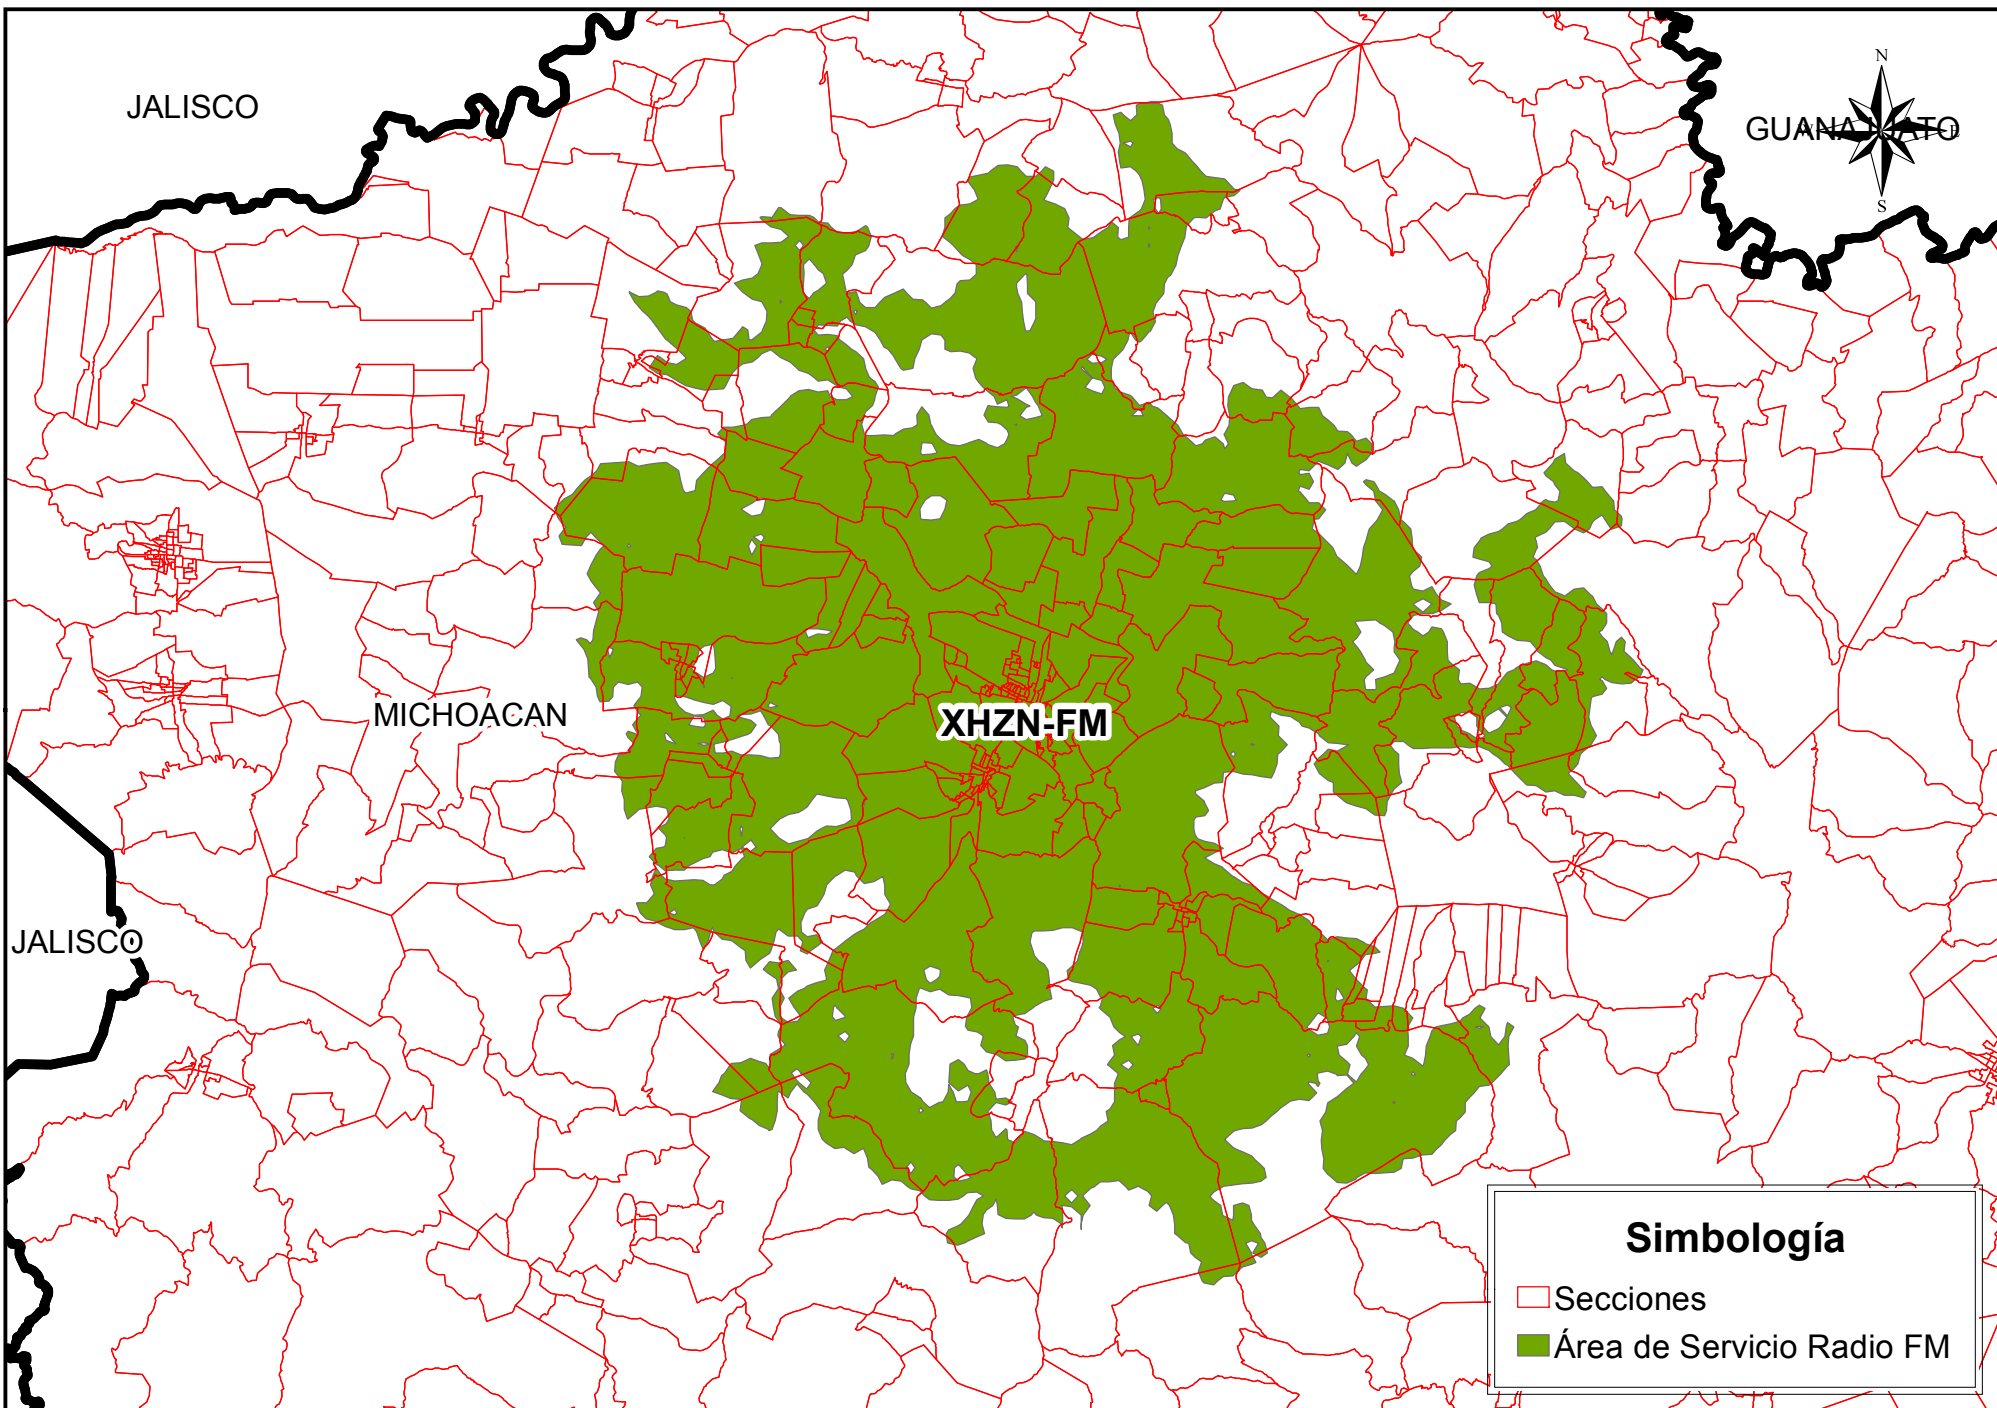 JALISCO
N
GUANAJUATO
W
E
S
MICHOACAN
XHZN-FM
JALISCO
Simbología
Secciones
Área de Servicio Radio FM